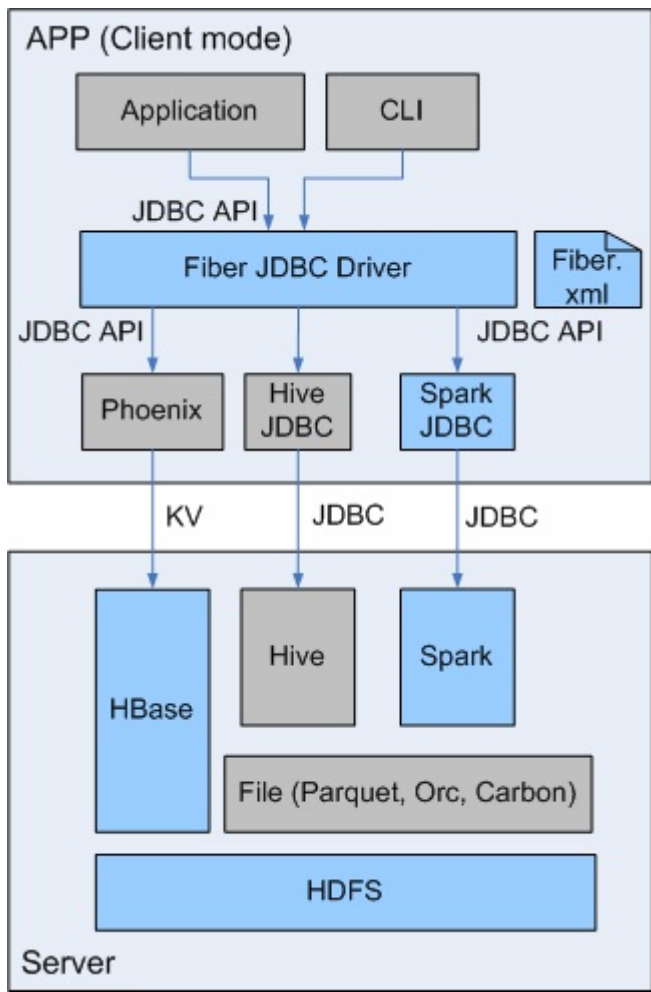 APP (Client mode)
Application
CLI
JDBC API
Fiber JDBC Driver
Fiber.
xml
JDBC API
JDBC API
Phoenix
Hive
JDBC
Spark
JDBC
KV
JDBC
JDBC
HBase
Hive
Spark
File (Parquet, Orc, Carbon)
HDFS
Server